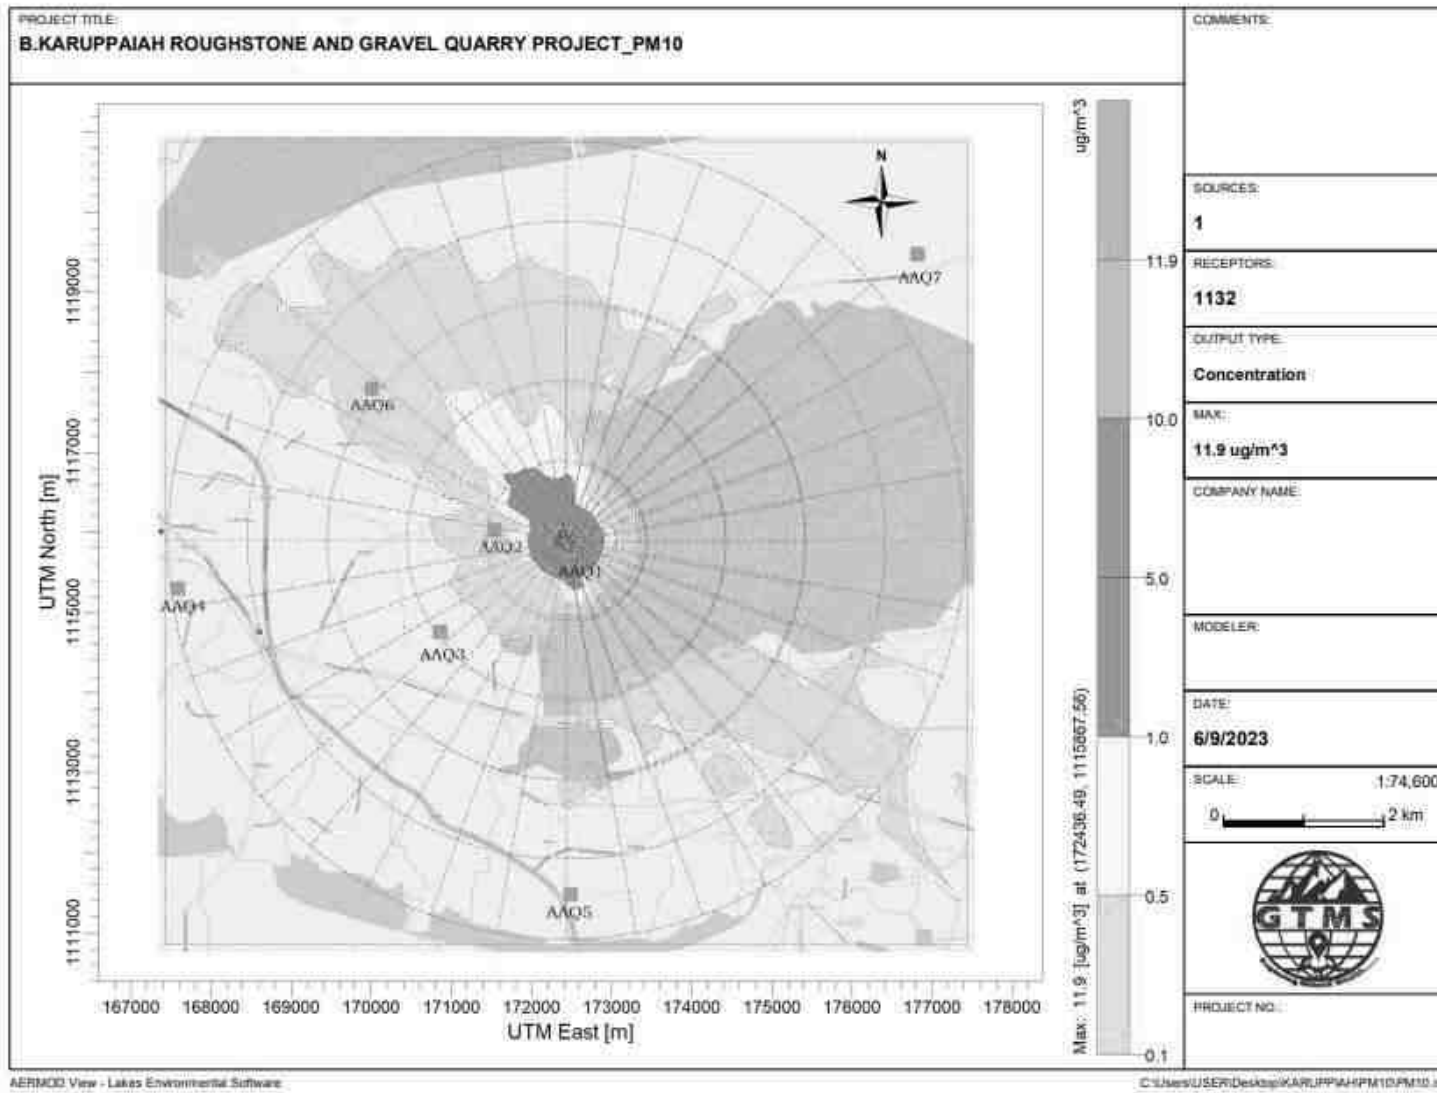 PROJECT TITLE:
B.KARUPPAIAH ROUGHSTONE AND GRAVEL QUARRY PROJECT_PM10
COMMENTS:
ug/m^3
N
SOURCES:
1
AAQ7
11.9
RECEPTORS:
1132
1119000
OUTPUT TYPE:
Concentration
AAQ6
10.0
MAX:
11.9 ug/m^3
1117000
COMPANY NAME:
UTM North [m]
AAQ2
AAQ1
5.0
AAQ4
1115000
MODELER:
AAQ3
DATE:
6/9/2023
1.0
1113000
SCALE:
1:74,600
0
2 km
Max: 11.9 [ug/m^3] at (172436.49, 1115867.56)
0.5
AAQ5
1111000
GTMS
167000 168000 169000 170000 171000 172000 173000 174000 175000 176000 177000 178000
PROJECT NO.:
UTM East [m]
0.1
AERMOD View - Lakes Environmental Software